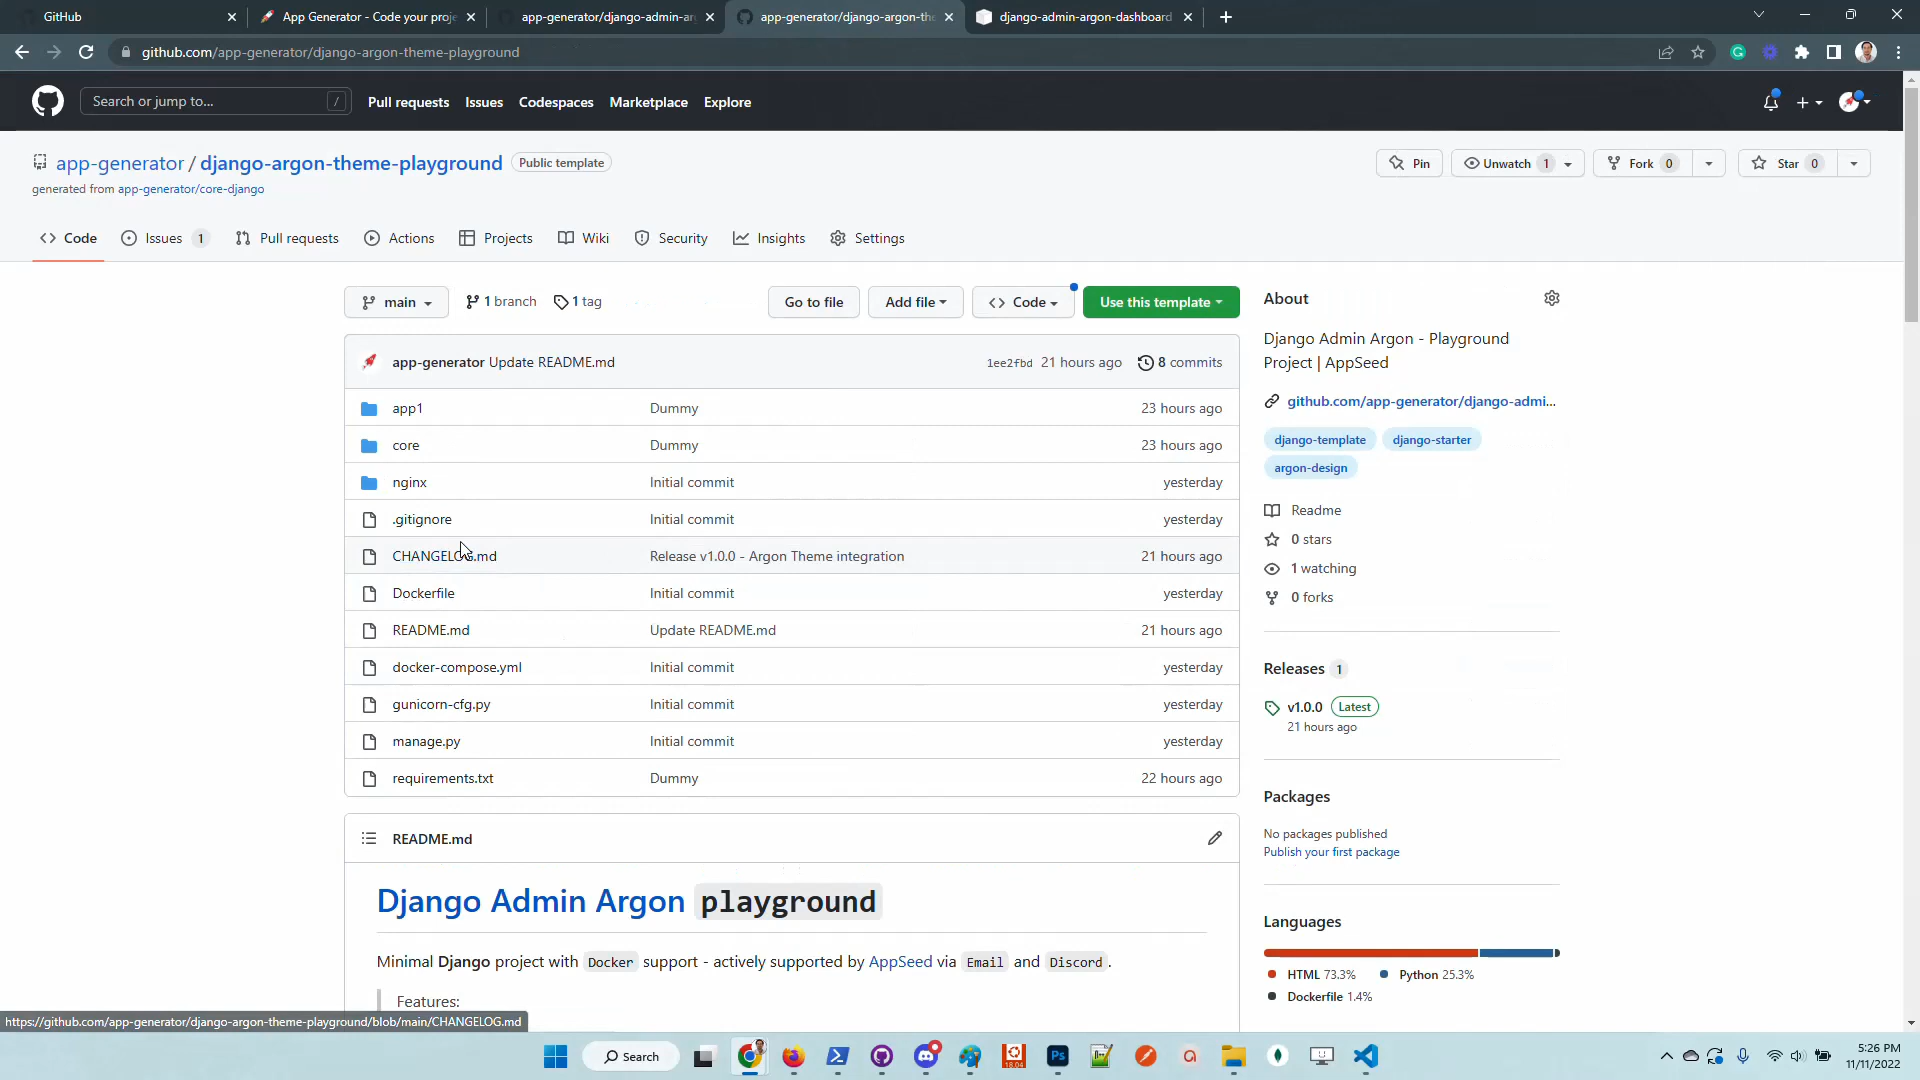 GitHub
App Generator - Code your proje
app-generator/django-admin-ar
app-generator/django-argon-the
django-admin-argon-dashboard
github.com/app-generator/django-argon-theme-playground
Search or jump to...
/
Pull requests
Issues
Codespaces
Marketplace
Explore
app-generator / django-argon-theme-playground
Public template
Pin
Unwatch 1
Fork 0
Star 0
generated from app-generator/core-django
Code
Issues 1
Pull requests
Actions
Projects
Wiki
Security
Insights
Settings
main
1 branch
1 tag
Go to file
Add file
Code
Use this template
app-generator Update README.md
1ee2fbd 21 hours ago
8 commits
app1 Dummy 23 hours ago
core Dummy 23 hours ago
nginx Initial commit yesterday
.gitignore Initial commit yesterday
CHANGELOG.md Release v1.0.0 - Argon Theme integration 21 hours ago
Dockerfile Initial commit yesterday
README.md Update README.md 21 hours ago
docker-compose.yml Initial commit yesterday
gunicorn-cfg.py Initial commit yesterday
manage.py Initial commit yesterday
requirements.txt Dummy 22 hours ago
README.md
Django Admin Argon playground
Minimal Django project with Docker support - actively supported by AppSeed via Email and Discord.
Features:
About
Django Admin Argon - Playground
Project | AppSeed
github.com/app-generator/django-admi...
django-template
django-starter
argon-design
Readme
0 stars
1 watching
0 forks
Releases 1
v1.0.0 Latest
21 hours ago
Packages
No packages published
Publish your first package
Languages
HTML 73.3%
Python 25.3%
Dockerfile 1.4%
https://github.com/app-generator/django-argon-theme-playground/blob/main/CHANGELOG.md
Search
18.04
Ps
5:26 PM
11/11/2022